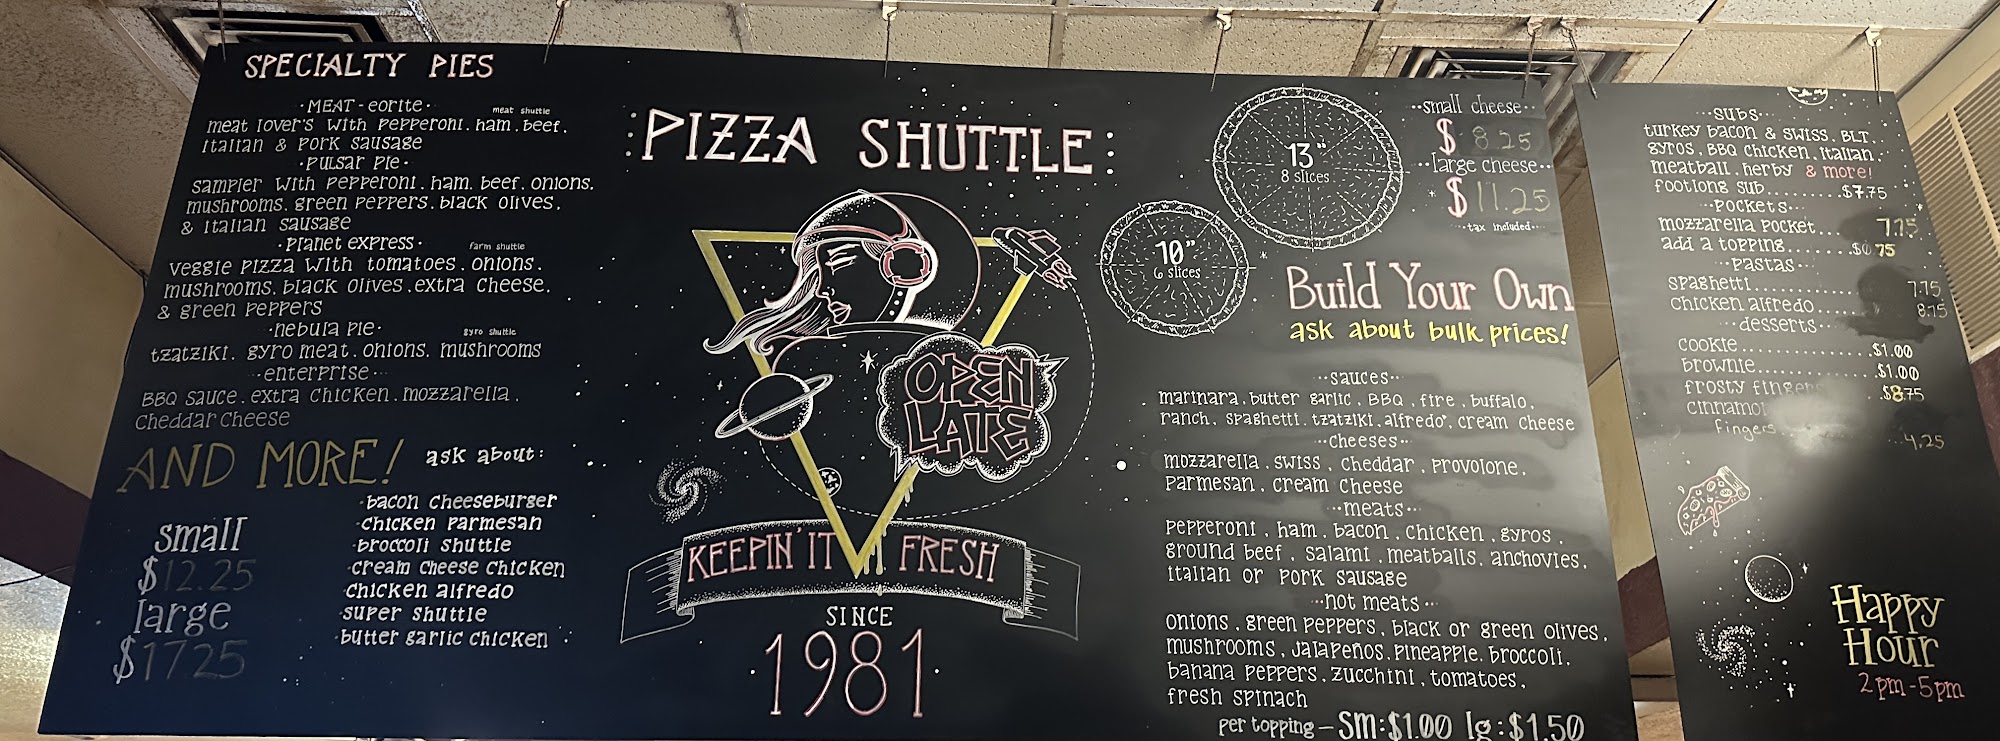 SPECIALTY PIES
·MEAT-eorite·
meat shuttle
meat lover's with pepperoni. ham. beef.
italian & pork sausage
·pulsar pie·
sampler with pepperoni. ham. beef. onions.
mushrooms. green peppers. black olives.
& italian sausage
·planet express·
farm shuttle
veggie pizza with tomatoes. onions.
mushrooms. black olives. extra cheese.
& green peppers
·nebula pie·
gyro shuttle
tzatziki. gyro meat. onions. mushrooms
··enterprise··
BBQ sauce. extra chicken. mozzarella.
cheddar cheese
AND MORE!
ask about:
·bacon cheeseburger
·chicken parmesan
·broccoli shuttle
·cream cheese chicken
·chicken alfredo
·super shuttle
·butter garlic chicken
small
$12.25
large
$17.25
:PIZZA SHUTTLE:
OPEN
LATE
KEEPIN' IT FRESH
SINCE
·1981·
13"
8 slices
10"
6 slices
··small cheese··
$8.25
··large cheese··
$11.25
··tax included··
Build Your Own
ask about bulk prices!
···sauces···
marinara. butter garlic. BBQ. fire. buffalo.
ranch. spaghetti. tzatziki. alfredo*. cream cheese
···cheeses···
mozzarella. swiss. cheddar. provolone.
parmesan. cream cheese
···meats···
pepperoni. ham. bacon. chicken. gyros.
ground beef. salami. meatballs. anchovies.
italian or pork sausage
···not meats···
onions. green peppers. black or green olives.
mushrooms. jalapeños. pineapple. broccoli.
banana peppers. zucchini. tomatoes.
fresh spinach
per topping – sm:$1.00 lg:$1.50
···subs···
turkey bacon & swiss. BLT.
gyros. BBQ chicken. italian.
meatball. herby & more!
footlong sub.......$7.75
···pockets···
mozzarella pocket... 7.75
add a topping.......$0.75
···pastas···
spaghetti........... 7.75
chicken alfredo..... 8.75
···desserts···
cookie..............$1.00
brownie.............$1.00
frosty fingers $8.75
cinnamon
fingers...4.25
Happy
Hour
2pm-5pm